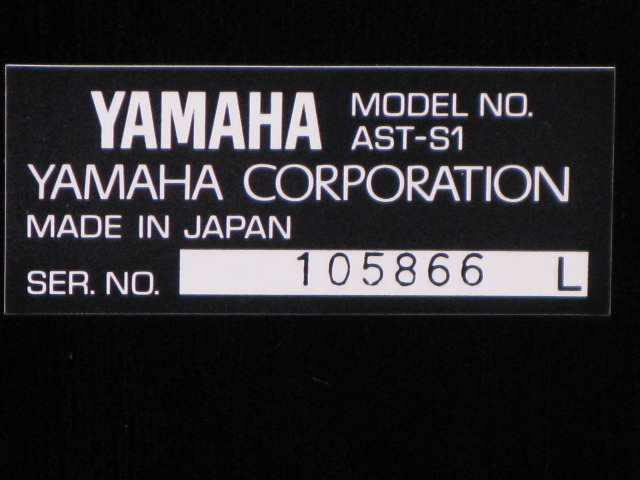 YAMAHA MODEL NO.
AST-S1
YAMAHA CORPORATION
MADE IN JAPAN
SER. NO. 105866 L